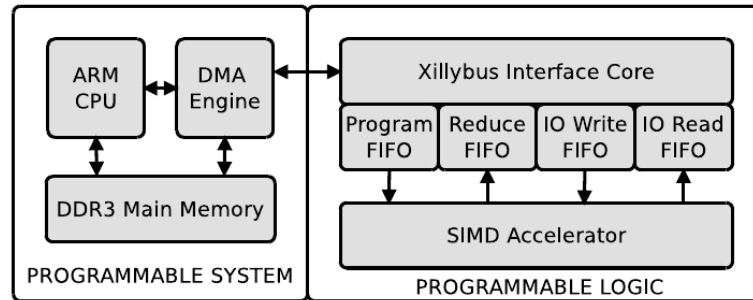 ARM
CPU
DMA
Engine
DDR3 Main Memory
PROGRAMMABLE SYSTEM
Xillybus Interface Core
Program
FIFO
Reduce
FIFO
IO Write
FIFO
IO Read
FIFO
SIMD Accelerator
PROGRAMMABLE LOGIC